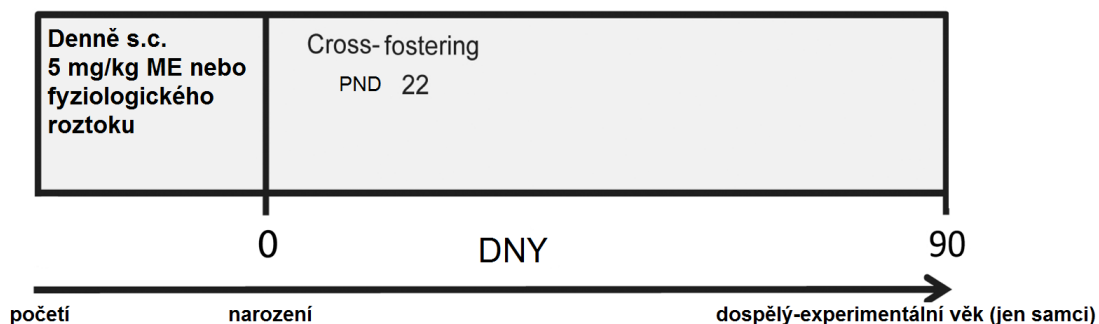 Denně s.c.
5 mg/kg ME nebo
fyziologického
roztoku
Cross-fostering
PND 22
0
DNY
90
početí
narození
dospělý-experimentální věk (jen samci)